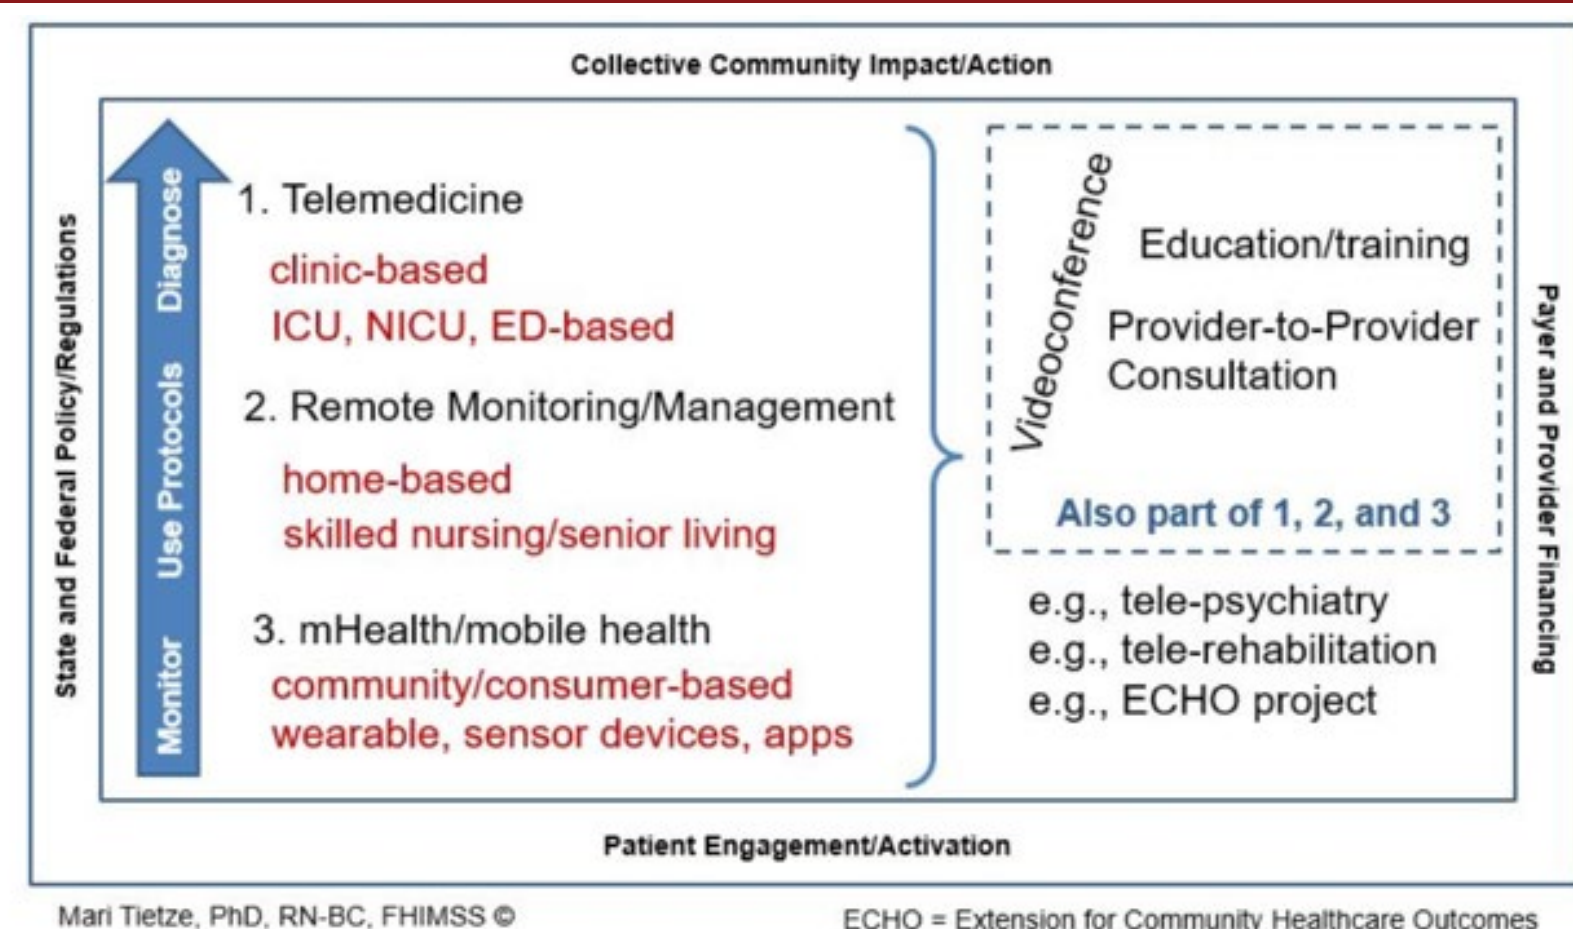 Collective Community Impact/Action
State and Federal Policy/Regulations
Monitor Use Protocols Diagnose
1. Telemedicine
clinic-based
ICU, NICU, ED-based
2. Remote Monitoring/Management
home-based
skilled nursing/senior living
3. mHealth/mobile health
community/consumer-based
wearable, sensor devices, apps
Videoconference
Education/training
Provider-to-Provider
Consultation
Also part of 1, 2, and 3
e.g., tele-psychiatry
e.g., tele-rehabilitation
e.g., ECHO project
Payer and Provider Financing
Patient Engagement/Activation
Mari Tietze, PhD, RN-BC, FHIMSS ©
ECHO = Extension for Community Healthcare Outcomes